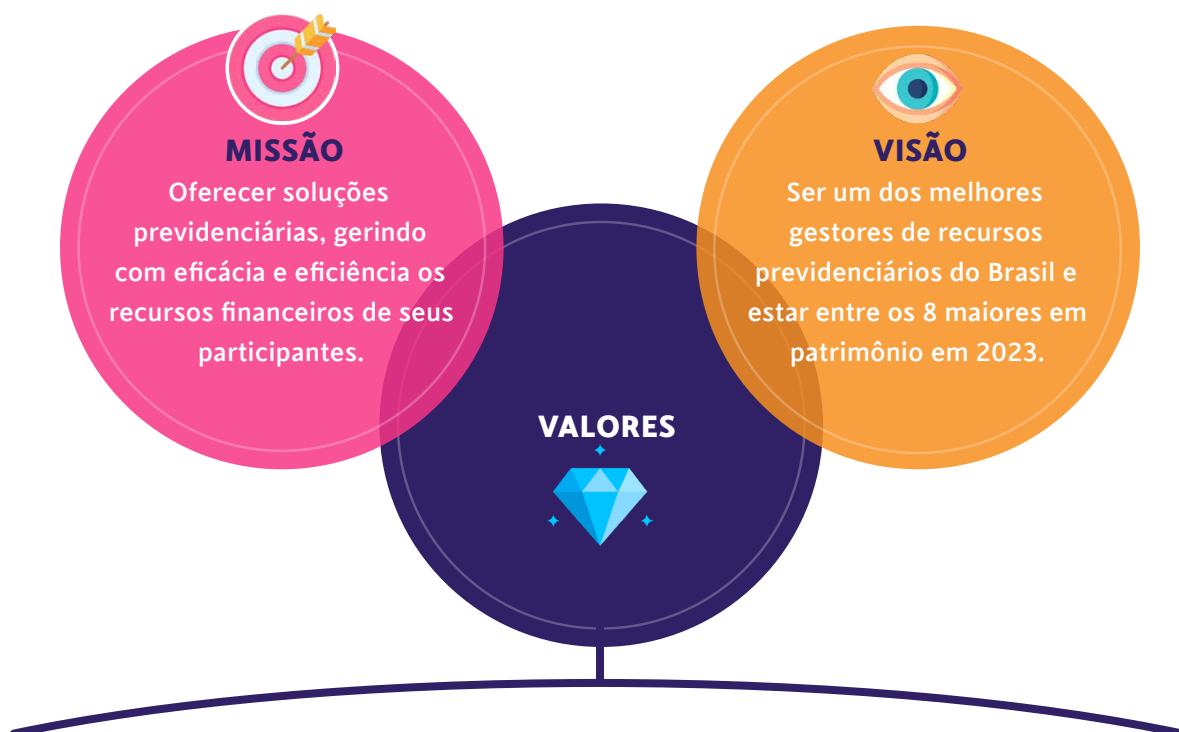 MISSÃO
Oferecer soluções
previdenciárias, gerindo
com eficácia e eficiência os
recursos financeiros de seus
participantes.
VISÃO
Ser um dos melhores
gestores de recursos
previdenciários do Brasil e
estar entre os 8 maiores em
patrimônio em 2023.
VALORES